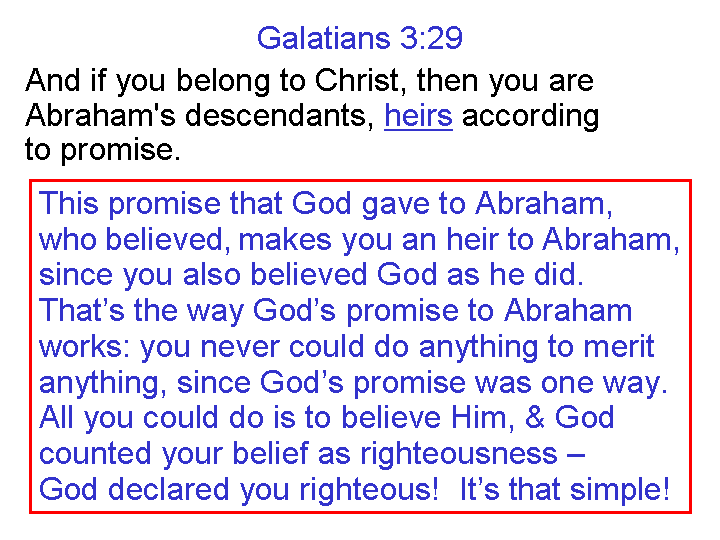 Galatians 3:29
And if you belong to Christ, then you are
Abraham's descendants, heirs according
to promise.
This promise that God gave to Abraham,
who believed, makes you an heir to Abraham,
since you also believed God as he did.
That’s the way God’s promise to Abraham
works: you never could do anything to merit
anything, since God’s promise was one way.
All you could do is to believe Him, & God
counted your belief as righteousness –
God declared you righteous!  It’s that simple!